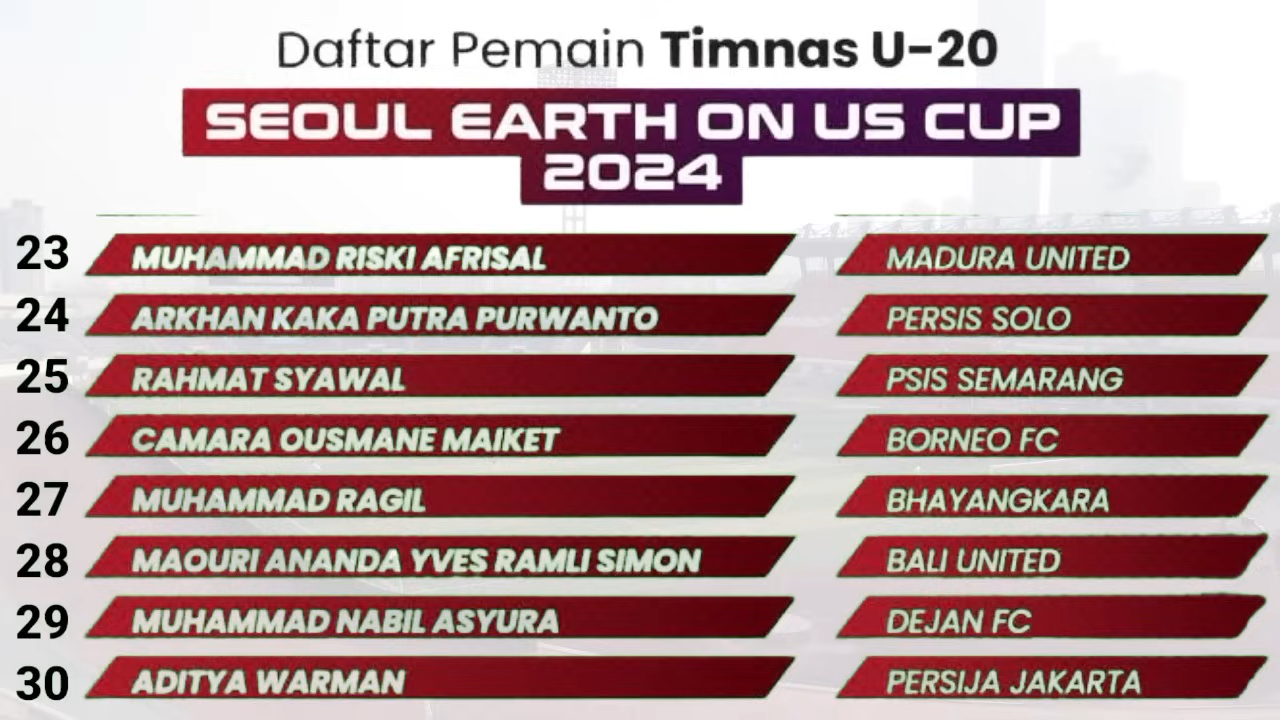 Daftar Pemain Timnas U-20
SEOUL EARTH ON US CUP
2024
23 MUHAMMAD RISKI AFRISAL MADURA UNITED
24 ARKHAN KAKA PUTRA PURWANTO PERSIS SOLO
25 RAHMAT SYAWAL PSIS SEMARANG
26 CAMARA OUSMANE MAIKET BORNEO FC
27 MUHAMMAD RAGIL BHAYANGKARA
28 MAOURI ANANDA YVES RAMLI SIMON BALI UNITED
29 MUHAMMAD NABIL ASYURA DEJAN FC
30 ADITYA WARMAN PERSIJA JAKARTA